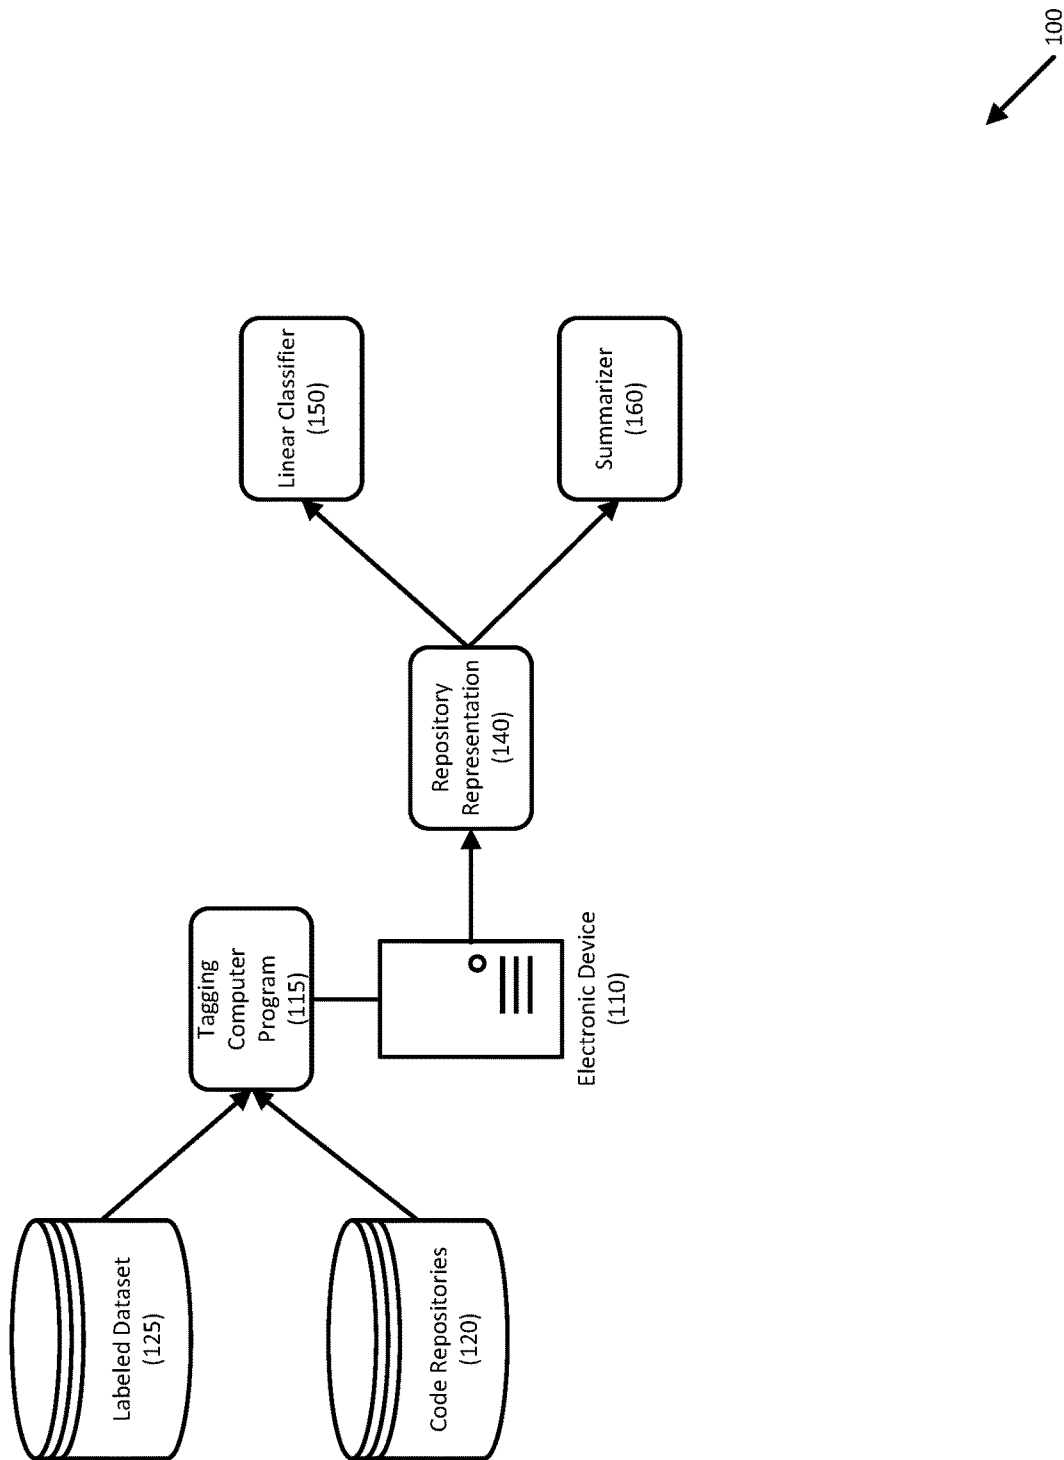 Labeled Dataset
(125)
Code Repositories
(120)
Tagging
Computer
Program
(115)
Electronic Device
(110)
Repository
Representation
(140)
Linear Classifier
(150)
Summarizer
(160)
100